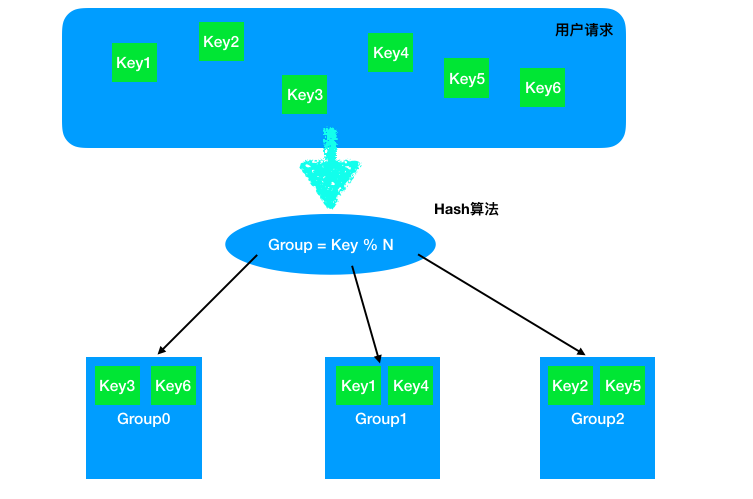 用户请求
Key1
Key2
Key3
Key4
Key5
Key6
Hash算法
Group = Key % N
Key3 Key6
Group0
Key1 Key4
Group1
Key2 Key5
Group2